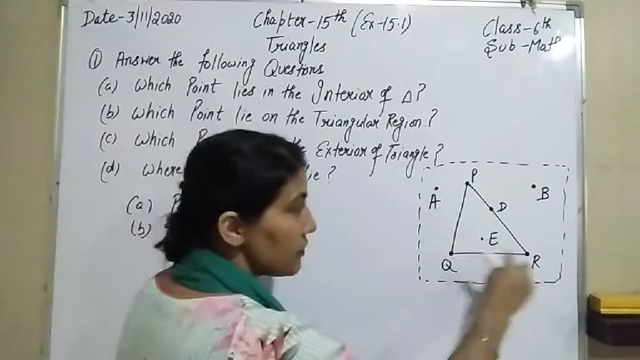 Date-3/11/2020
Chapter-15th (Ex-15.1)
Class-6th
Triangles
Sub-Math
① Answer the following Questions
(a) Which Point lies in the Interior of Δ?
(b) Which Point lie on the Triangular Region?
(c) Which the Exterior of Triangle?
(d) Where ?
(a)
(b)
P
A
B
D
E
Q
R